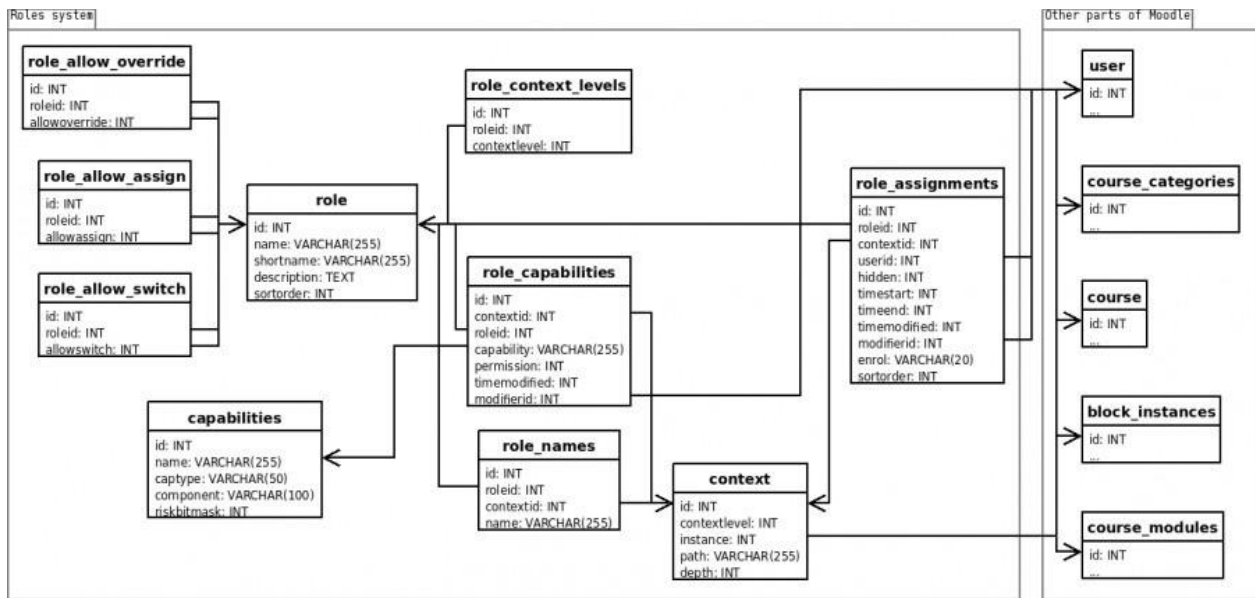 Roles system
Other parts of Moodle
role_allow_override
id: INT
roleid: INT
allowoverride: INT
role_allow_assign
id: INT
roleid: INT
allowassign: INT
role_allow_switch
id: INT
roleid: INT
allowswitch: INT
role
id: INT
name: VARCHAR(255)
shortname: VARCHAR(255)
description: TEXT
sortorder: INT
capabilities
id: INT
name: VARCHAR(255)
captype: VARCHAR(50)
component: VARCHAR(100)
riskbitmask: INT
role_context_levels
id: INT
roleid: INT
contextlevel: INT
role_capabilities
id: INT
contextid: INT
roleid: INT
capability: VARCHAR(255)
permission: INT
timemodified: INT
modifierid: INT
role_names
id: INT
roleid: INT
contextid: INT
name: VARCHAR(255)
context
id: INT
contextlevel: INT
instance: INT
path: VARCHAR(255)
depth: INT
role_assignments
id: INT
roleid: INT
contextid: INT
userid: INT
hidden: INT
timestart: INT
timeend: INT
timemodified: INT
modifierid: INT
enrol: VARCHAR(20)
sortorder: INT
user
id: INT
...
course_categories
id: INT
...
course
id: INT
...
block_instances
id: INT
...
course_modules
id: INT
...